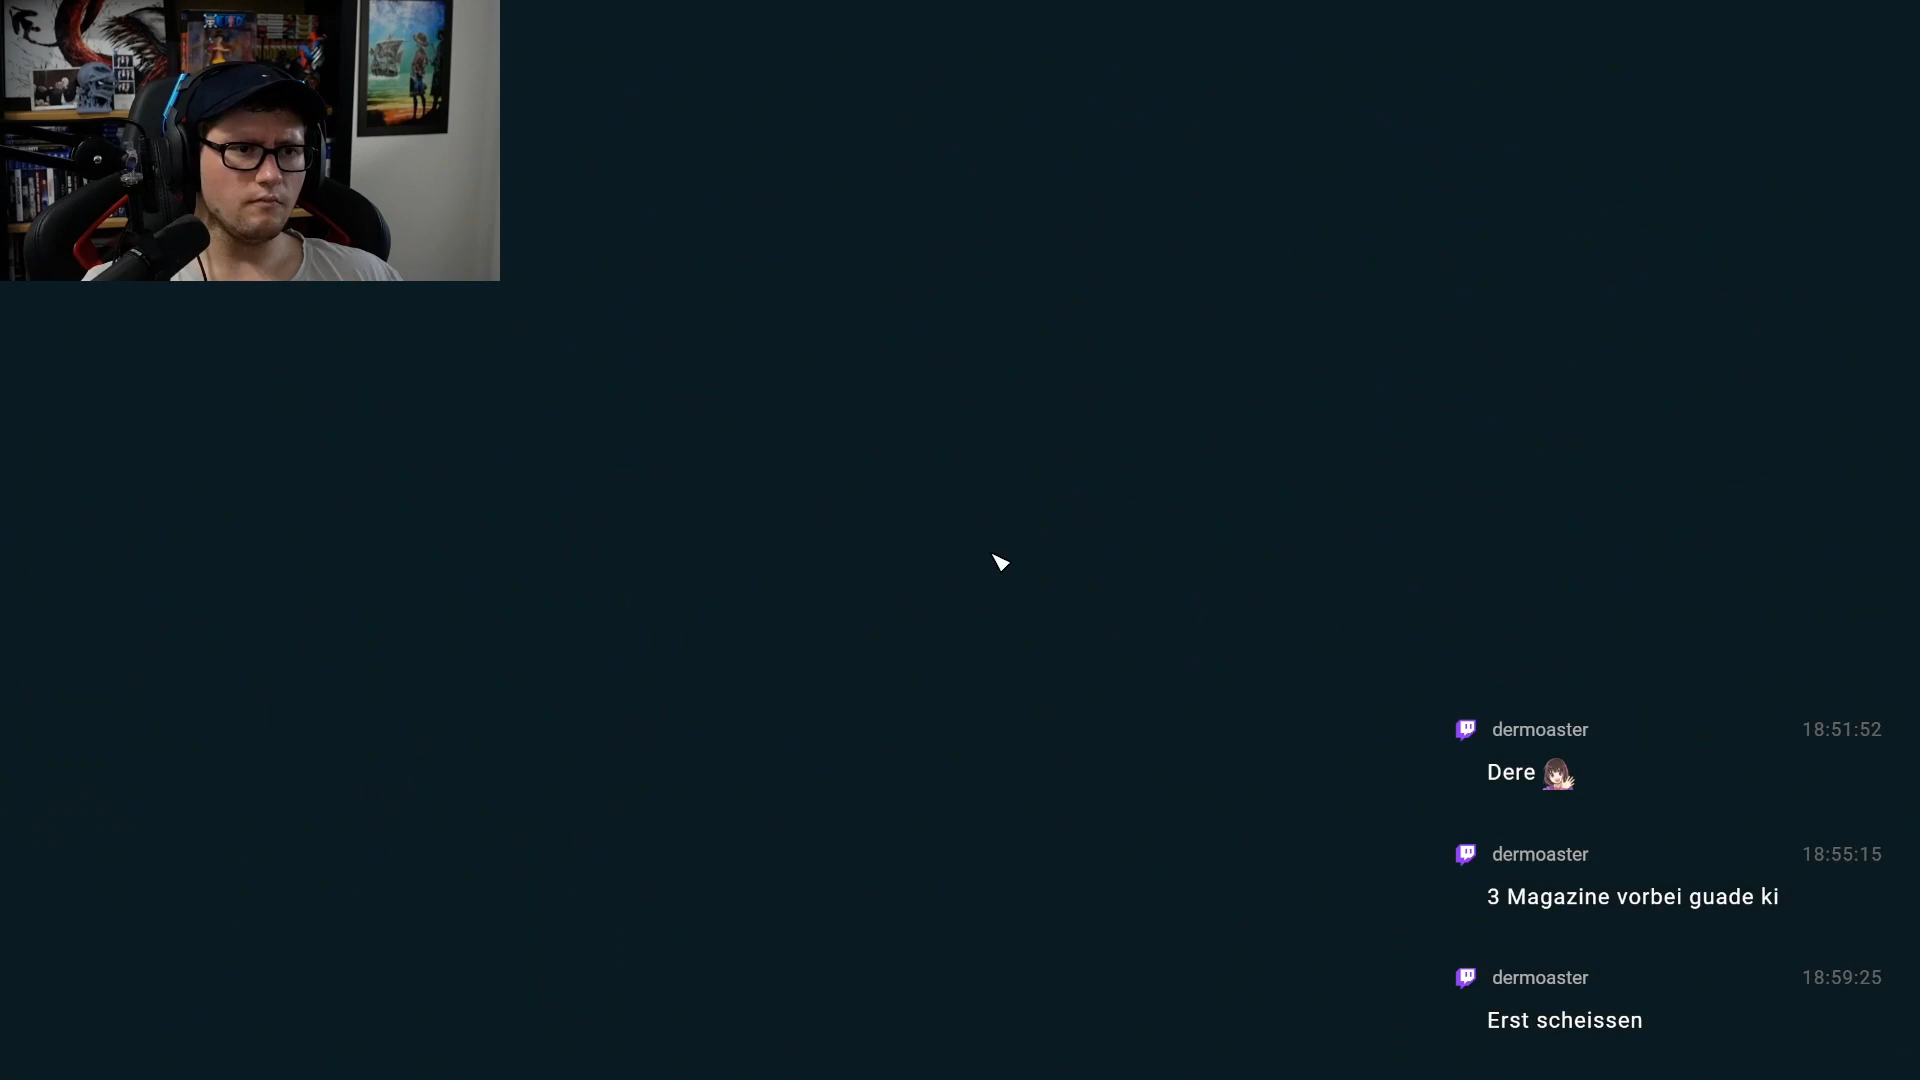 dermoaster 18:51:52
Dere
dermoaster 18:55:15
3 Magazine vorbei guade ki
dermoaster 18:59:25
Erst scheissen